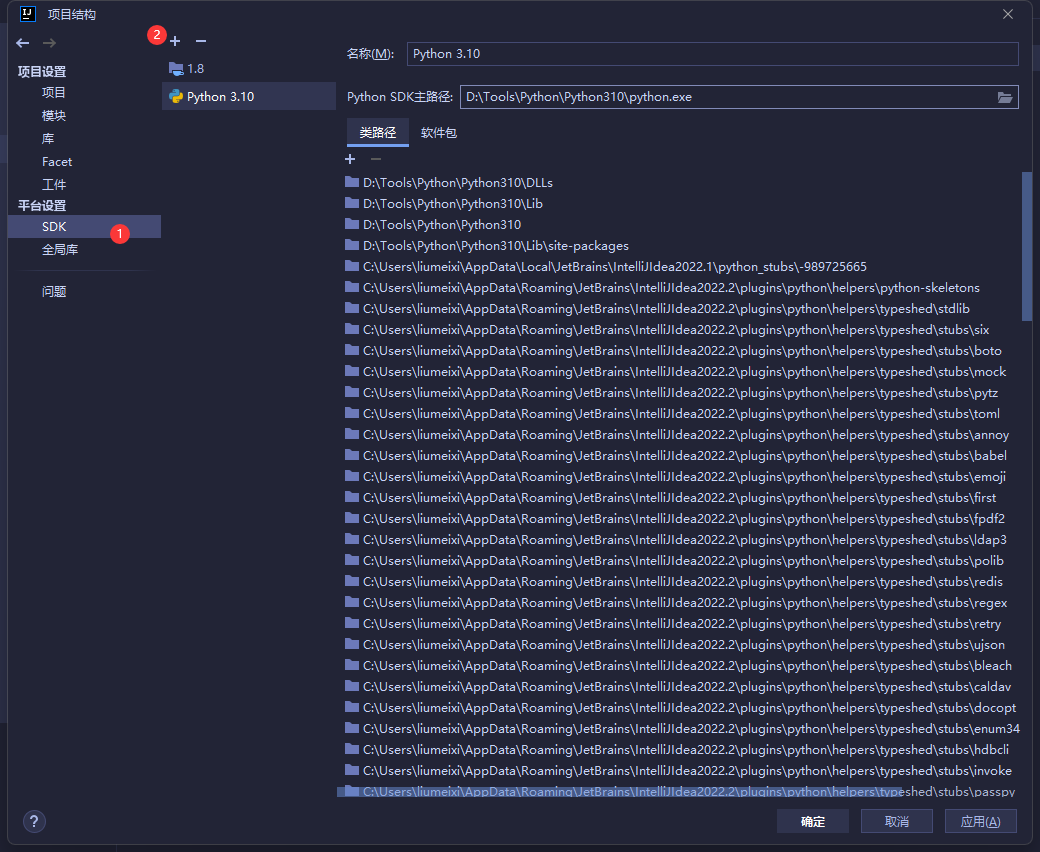 项目结构
2
项目设置
项目
模块
库
Facet
工件
平台设置
SDK
1
全局库
问题
1.8
Python 3.10
名称(M):
Python 3.10
Python SDK主路径:
D:\Tools\Python\Python310\python.exe
类路径
软件包
D:\Tools\Python\Python310\DLLs
D:\Tools\Python\Python310\Lib
D:\Tools\Python\Python310
D:\Tools\Python\Python310\Lib\site-packages
C:\Users\liumeixi\AppData\Local\JetBrains\IntelliJIdea2022.1\python_stubs\-989725665
C:\Users\liumeixi\AppData\Roaming\JetBrains\IntelliJIdea2022.2\plugins\python\helpers\python-skeletons
C:\Users\liumeixi\AppData\Roaming\JetBrains\IntelliJIdea2022.2\plugins\python\helpers\typeshed\stdlib
C:\Users\liumeixi\AppData\Roaming\JetBrains\IntelliJIdea2022.2\plugins\python\helpers\typeshed\stubs\six
C:\Users\liumeixi\AppData\Roaming\JetBrains\IntelliJIdea2022.2\plugins\python\helpers\typeshed\stubs\boto
C:\Users\liumeixi\AppData\Roaming\JetBrains\IntelliJIdea2022.2\plugins\python\helpers\typeshed\stubs\mock
C:\Users\liumeixi\AppData\Roaming\JetBrains\IntelliJIdea2022.2\plugins\python\helpers\typeshed\stubs\pytz
C:\Users\liumeixi\AppData\Roaming\JetBrains\IntelliJIdea2022.2\plugins\python\helpers\typeshed\stubs\toml
C:\Users\liumeixi\AppData\Roaming\JetBrains\IntelliJIdea2022.2\plugins\python\helpers\typeshed\stubs\annoy
C:\Users\liumeixi\AppData\Roaming\JetBrains\IntelliJIdea2022.2\plugins\python\helpers\typeshed\stubs\babel
C:\Users\liumeixi\AppData\Roaming\JetBrains\IntelliJIdea2022.2\plugins\python\helpers\typeshed\stubs\emoji
C:\Users\liumeixi\AppData\Roaming\JetBrains\IntelliJIdea2022.2\plugins\python\helpers\typeshed\stubs\first
C:\Users\liumeixi\AppData\Roaming\JetBrains\IntelliJIdea2022.2\plugins\python\helpers\typeshed\stubs\fpdf2
C:\Users\liumeixi\AppData\Roaming\JetBrains\IntelliJIdea2022.2\plugins\python\helpers\typeshed\stubs\ldap3
C:\Users\liumeixi\AppData\Roaming\JetBrains\IntelliJIdea2022.2\plugins\python\helpers\typeshed\stubs\polib
C:\Users\liumeixi\AppData\Roaming\JetBrains\IntelliJIdea2022.2\plugins\python\helpers\typeshed\stubs\redis
C:\Users\liumeixi\AppData\Roaming\JetBrains\IntelliJIdea2022.2\plugins\python\helpers\typeshed\stubs\regex
C:\Users\liumeixi\AppData\Roaming\JetBrains\IntelliJIdea2022.2\plugins\python\helpers\typeshed\stubs\retry
C:\Users\liumeixi\AppData\Roaming\JetBrains\IntelliJIdea2022.2\plugins\python\helpers\typeshed\stubs\ujson
C:\Users\liumeixi\AppData\Roaming\JetBrains\IntelliJIdea2022.2\plugins\python\helpers\typeshed\stubs\bleach
C:\Users\liumeixi\AppData\Roaming\JetBrains\IntelliJIdea2022.2\plugins\python\helpers\typeshed\stubs\caldav
C:\Users\liumeixi\AppData\Roaming\JetBrains\IntelliJIdea2022.2\plugins\python\helpers\typeshed\stubs\docopt
C:\Users\liumeixi\AppData\Roaming\JetBrains\IntelliJIdea2022.2\plugins\python\helpers\typeshed\stubs\enum34
C:\Users\liumeixi\AppData\Roaming\JetBrains\IntelliJIdea2022.2\plugins\python\helpers\typeshed\stubs\hdbcli
C:\Users\liumeixi\AppData\Roaming\JetBrains\IntelliJIdea2022.2\plugins\python\helpers\typeshed\stubs\invoke
C:\Users\liumeixi\AppData\Roaming\JetBrains\IntelliJIdea2022.2\plugins\python\helpers\typeshed\stubs\passpy
?
确定
取消
应用(A)